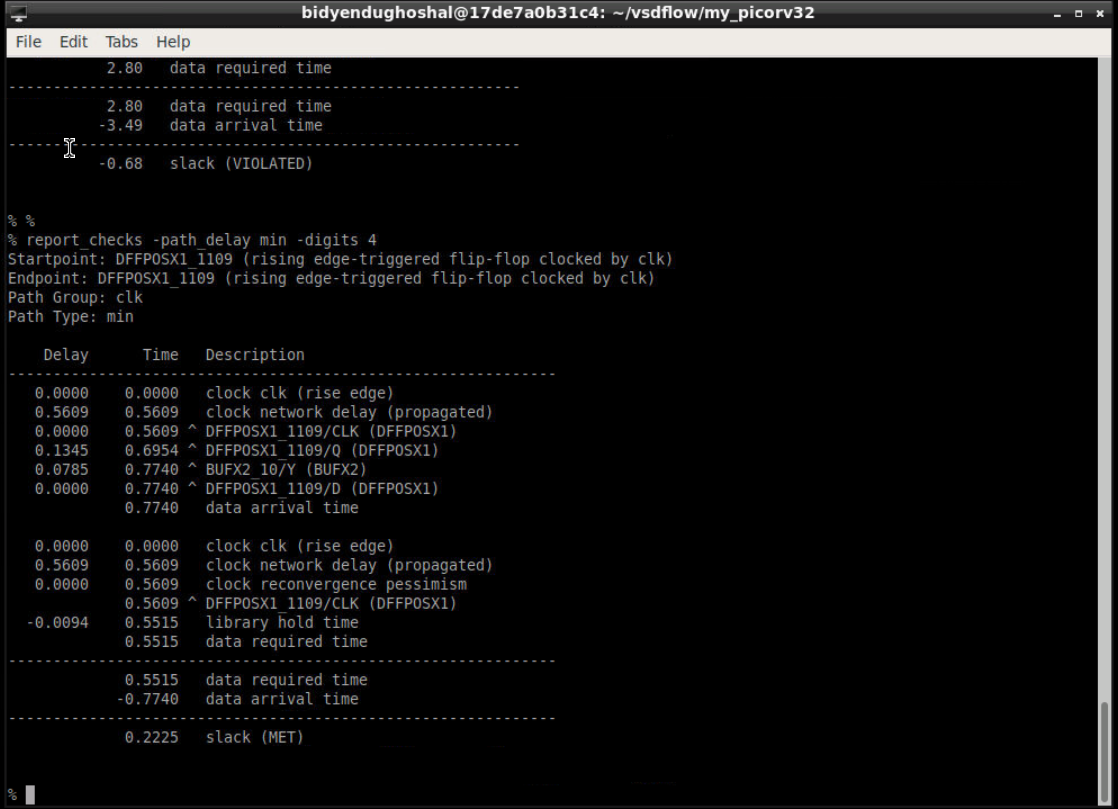 bidyendughoshal@17de7a0b31c4: ~/vsdflow/my_picorv32
File Edit Tabs Help
2.80 data required time
---------------------------------------------------------
2.80 data required time
-3.49 data arrival time
---------------------------------------------------------
-0.68 slack (VIOLATED)
% %
% report_checks -path_delay min -digits 4
Startpoint: DFFPOSX1_1109 (rising edge-triggered flip-flop clocked by clk)
Endpoint: DFFPOSX1_1109 (rising edge-triggered flip-flop clocked by clk)
Path Group: clk
Path Type: min
Delay Time Description
-------------------------------------------------------------
0.0000 0.0000 clock clk (rise edge)
0.5609 0.5609 clock network delay (propagated)
0.0000 0.5609 ^ DFFPOSX1_1109/CLK (DFFPOSX1)
0.1345 0.6954 ^ DFFPOSX1_1109/Q (DFFPOSX1)
0.0785 0.7740 ^ BUFX2_10/Y (BUFX2)
0.0000 0.7740 ^ DFFPOSX1_1109/D (DFFPOSX1)
0.7740 data arrival time
0.0000 0.0000 clock clk (rise edge)
0.5609 0.5609 clock network delay (propagated)
0.0000 0.5609 clock reconvergence pessimism
0.5609 ^ DFFPOSX1_1109/CLK (DFFPOSX1)
-0.0094 0.5515 library hold time
0.5515 data required time
-------------------------------------------------------------
0.5515 data required time
-0.7740 data arrival time
-------------------------------------------------------------
0.2225 slack (MET)
%